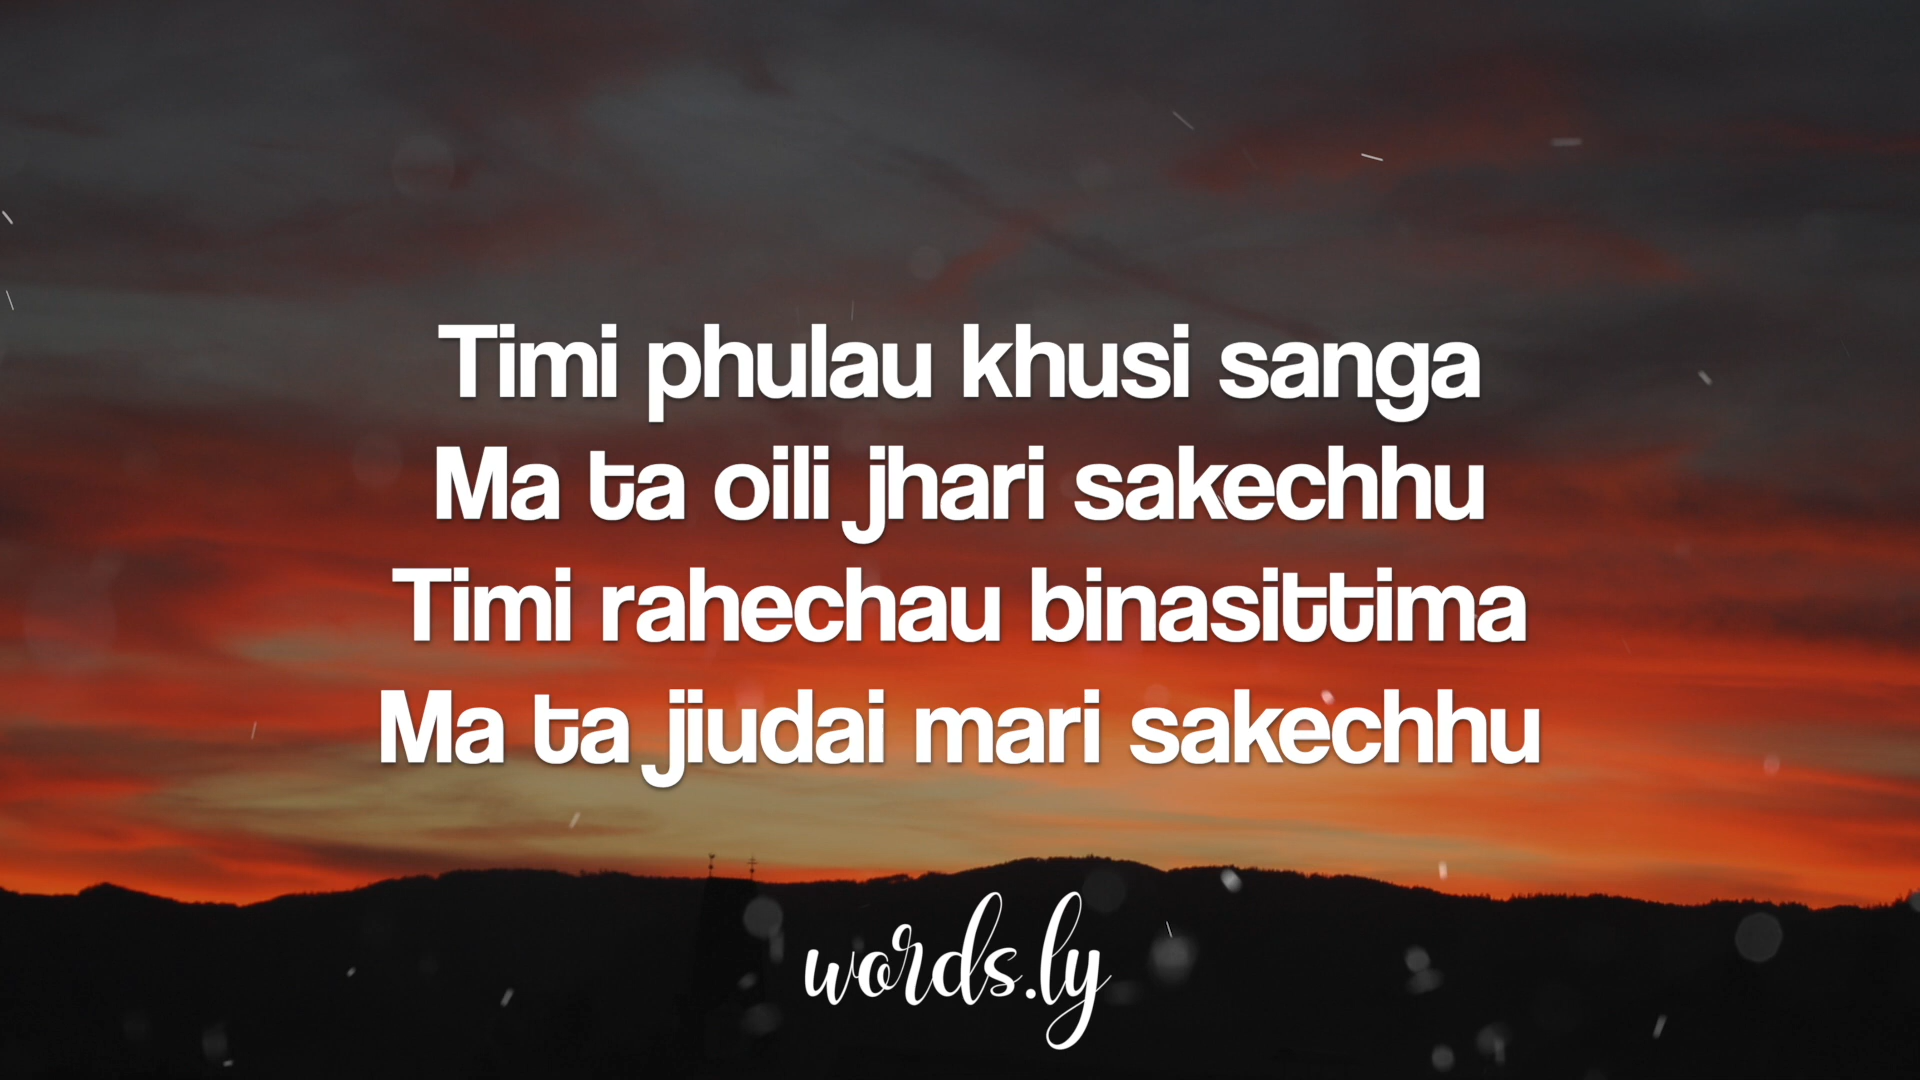 Timi phulau khusi sanga
Ma ta oili jhari sakechhu
Timi rahechau binasittima
Ma ta jiudai mari sakechhu
words.ly